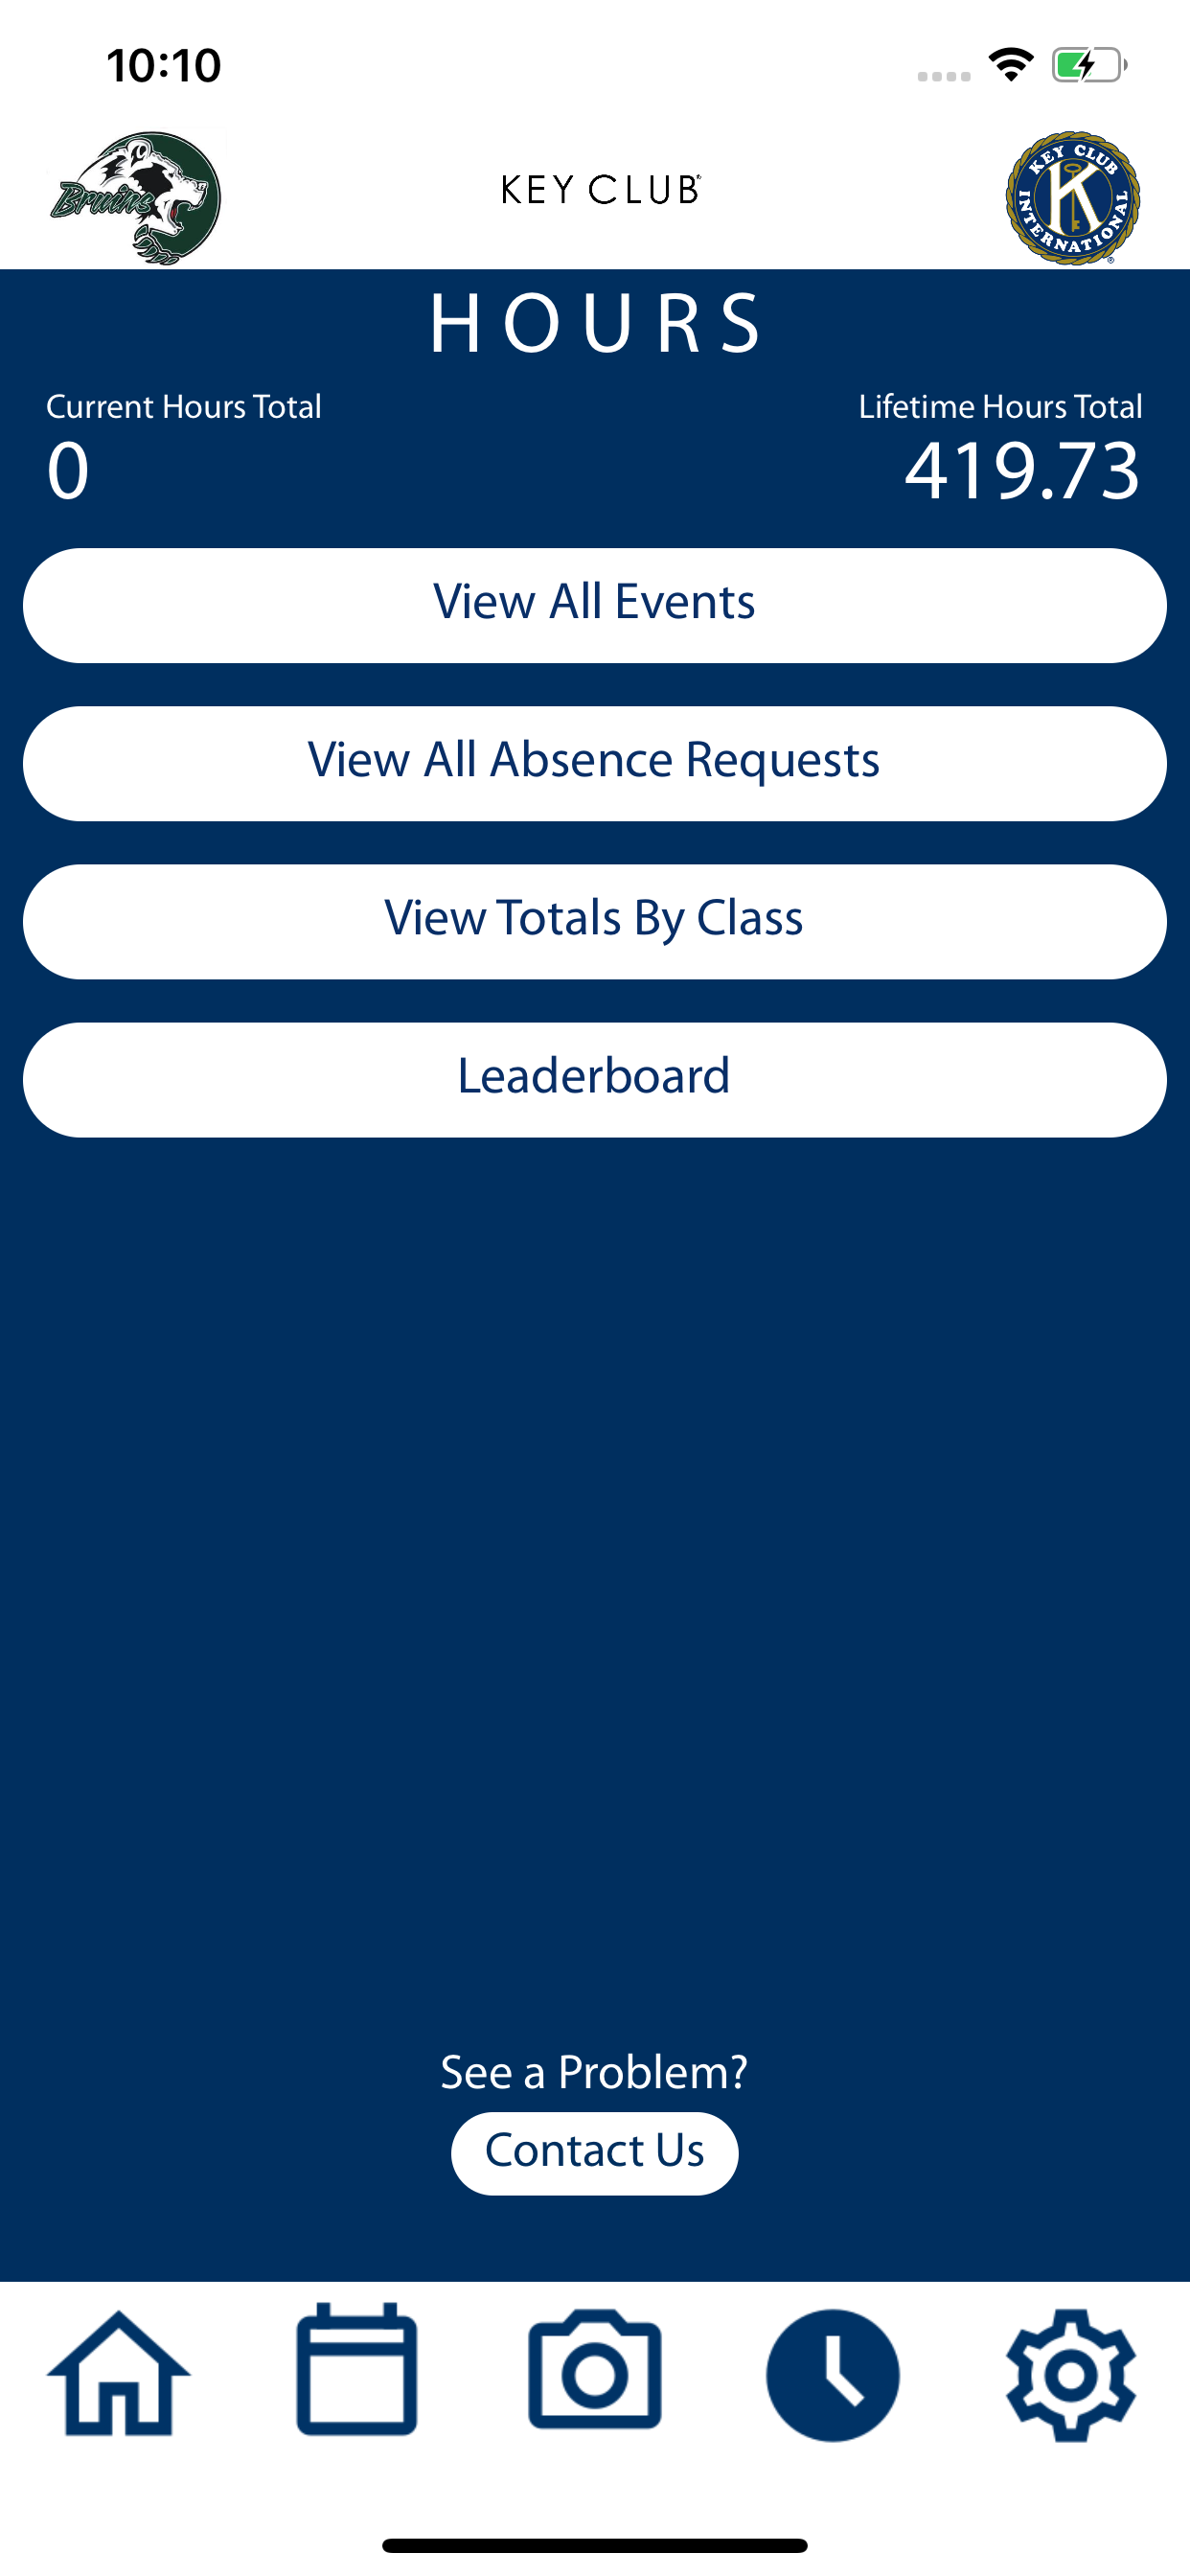 10:10
Bruins
KEY CLUB®
KEY CLUB
K
INTERNATIONAL
®
HOURS
Current Hours Total
Lifetime Hours Total
0
419.73
View All Events
View All Absence Requests
View Totals By Class
Leaderboard
See a Problem?
Contact Us